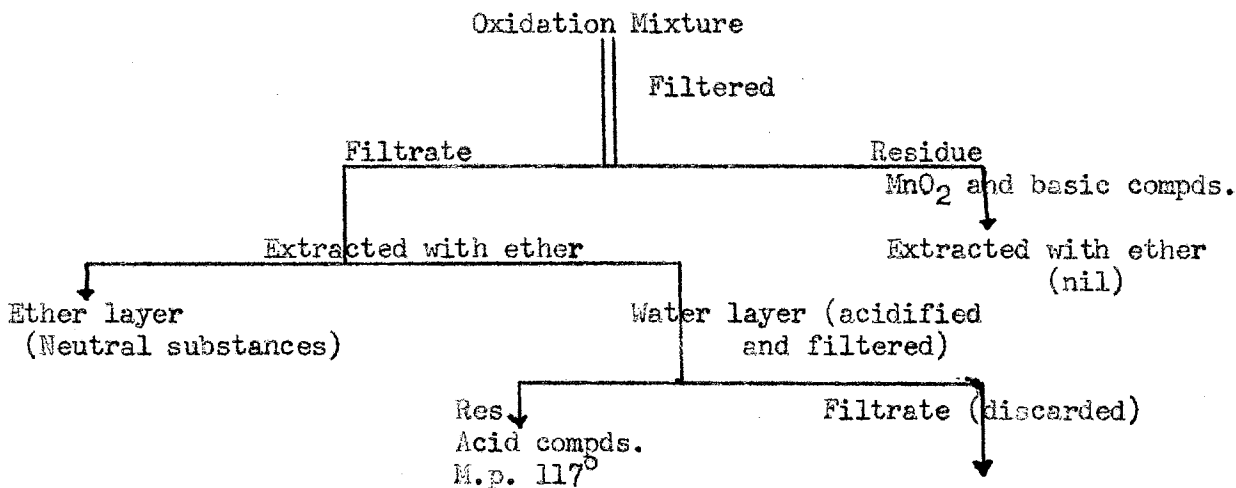 Oxidation Mixture
Filtered
Filtrate
Residue
MnO2 and basic compds.
Extracted with ether
(nil)
Extracted with ether
Ether layer
(Neutral substances)
Water layer (acidified
and filtered)
Res
Acid compds.
M.p. 117°
Filtrate (discarded)